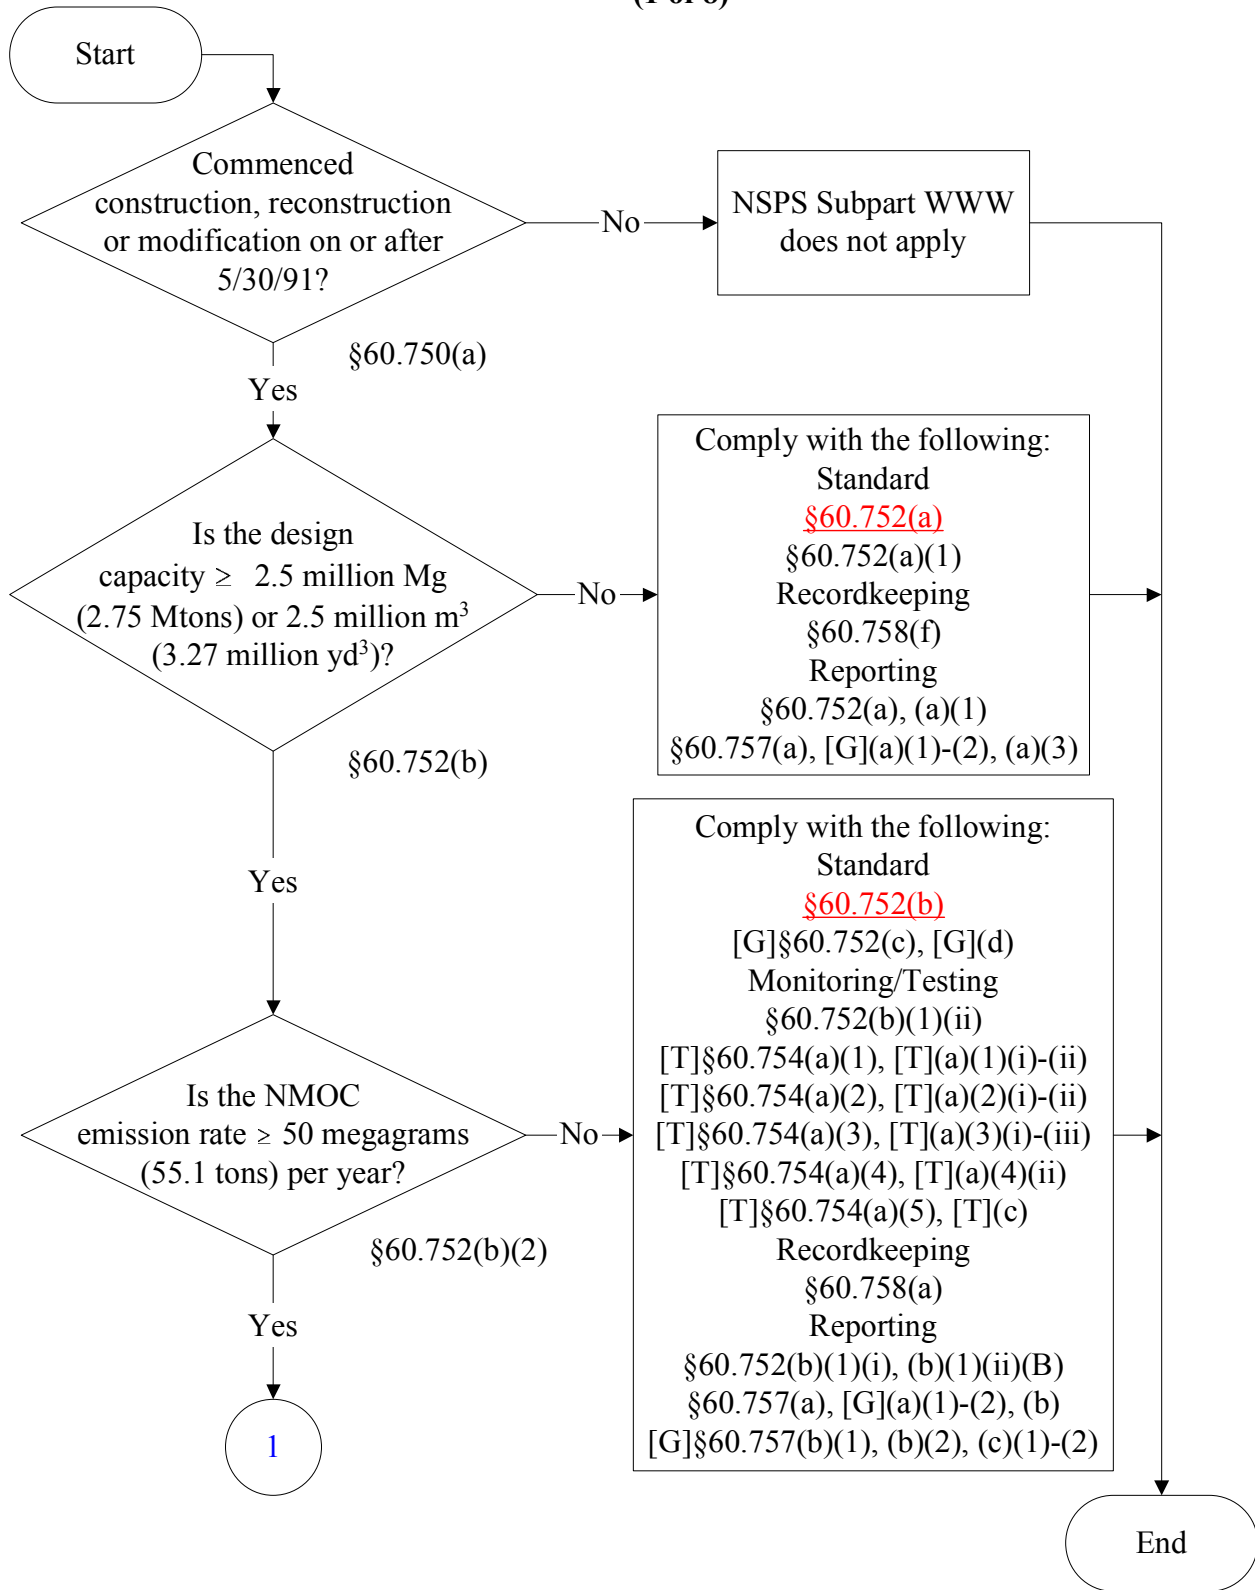 (1 of 8)
Start
Commenced
construction, reconstruction
or modification on or after
5/30/91?
No
NSPS Subpart WWW
does not apply
§60.750(a)
Yes
Is the design
capacity ≥ 2.5 million Mg
(2.75 Mtons) or 2.5 million m³
(3.27 million yd³)?
No
Comply with the following:
Standard
§60.752(a)
§60.752(a)(1)
Recordkeeping
§60.758(f)
Reporting
§60.752(a), (a)(1)
§60.757(a), [G](a)(1)-(2), (a)(3)
§60.752(b)
Yes
Is the NMOC
emission rate ≥ 50 megagrams
(55.1 tons) per year?
No
Comply with the following:
Standard
§60.752(b)
[G]§60.752(c), [G](d)
Monitoring/Testing
§60.752(b)(1)(ii)
[T]§60.754(a)(1), [T](a)(1)(i)-(ii)
[T]§60.754(a)(2), [T](a)(2)(i)-(ii)
[T]§60.754(a)(3), [T](a)(3)(i)-(iii)
[T]§60.754(a)(4), [T](a)(4)(ii)
[T]§60.754(a)(5), [T](c)
Recordkeeping
§60.758(a)
Reporting
§60.752(b)(1)(i), (b)(1)(ii)(B)
§60.757(a), [G](a)(1)-(2), (b)
[G]§60.757(b)(1), (b)(2), (c)(1)-(2)
§60.752(b)(2)
Yes
1
End